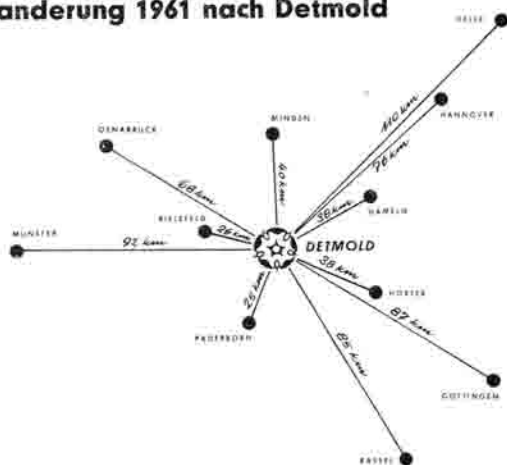 anderung 1961 nach Detmold
CELLE
110 km
HANNOVER
76 km
MINDEN
60 km
OSNABRÜCK
68 km
HAMELN
38 km
BIELEFELD
26 km
MÜNSTER
92 km
DETMOLD
38 km
HÖXTER
25 km
PADERBORN
87 km
GÖTTINGEN
85 km
KASSEL